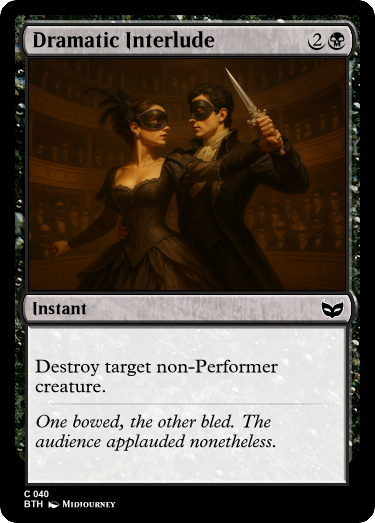 Dramatic Interlude 2
Instant
Destroy target non-Performer
creature.
One bowed, the other bled. The
audience applauded nonetheless.
C 040
BTH Midjourney